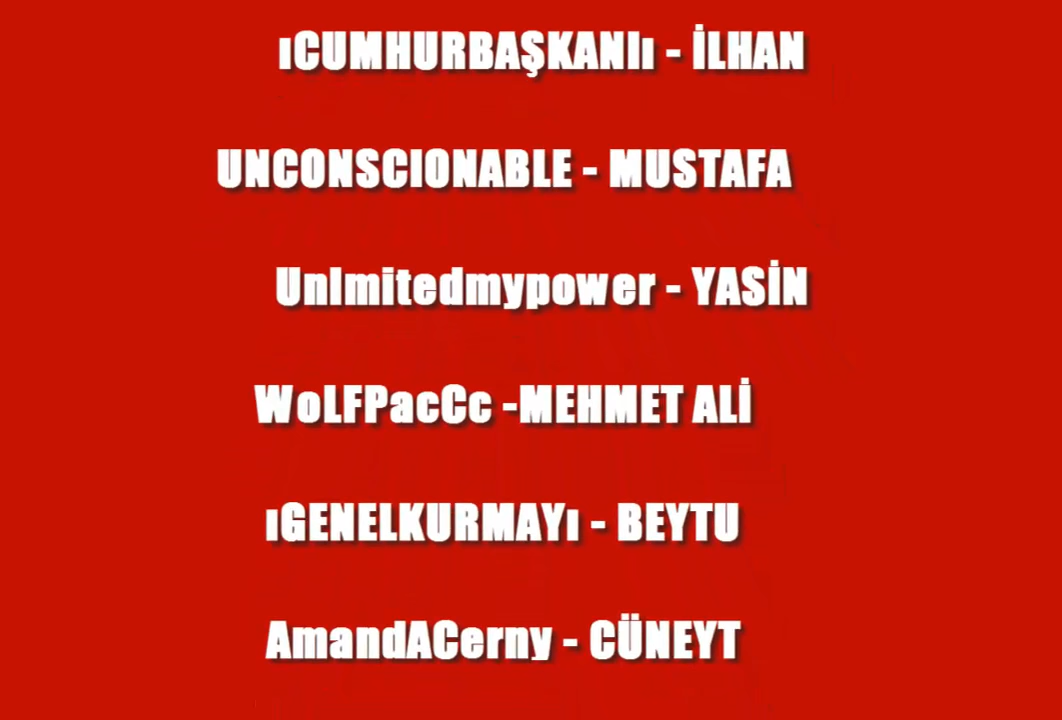 ıCUMHURBAŞKANIı - İLHAN
UNCONSCIONABLE - MUSTAFA
Unlmitedmypower - YASİN
WoLFPacCc -MEHMET ALİ
ıGENELKURMAYı - BEYTU
AmandACerny - CÜNEYT